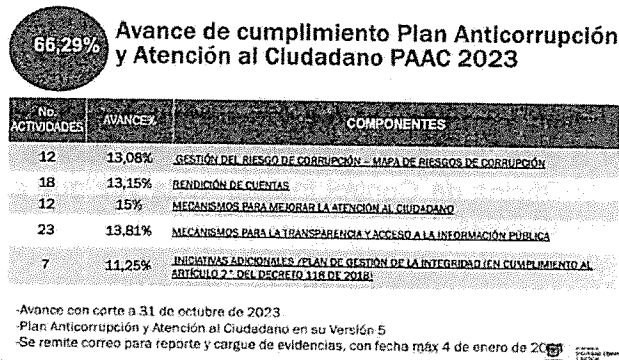 66,29%
Avance de cumplimiento Plan Anticorrupción
y Atención al Ciudadano PAAC 2023
No. ACTIVIDADES AVANCE% COMPONENTES
12 13,08% GESTIÓN DEL RIESGO DE CORRUPCIÓN – MAPA DE RIESGOS DE CORRUPCIÓN
18 13,15% RENDICIÓN DE CUENTAS
12 15% MECANISMOS PARA MEJORAR LA ATENCIÓN AL CIUDADANO
23 13,81% MECANISMOS PARA LA TRANSPARENCIA Y ACCESO A LA INFORMACIÓN PÚBLICA
7 11,25% INICIATIVAS ADICIONALES /PLAN DE GESTIÓN DE LA INTEGRIDAD (EN CUMPLIMIENTO AL
ARTÍCULO 2° DEL DECRETO 118 DE 2018)
-Avance con corte a 31 de octubre de 2023
-Plan Anticorrupción y Atención al Ciudadano en su Versión 5
-Se remite correo para reporte y cargue de evidencias, con fecha máx 4 de enero de